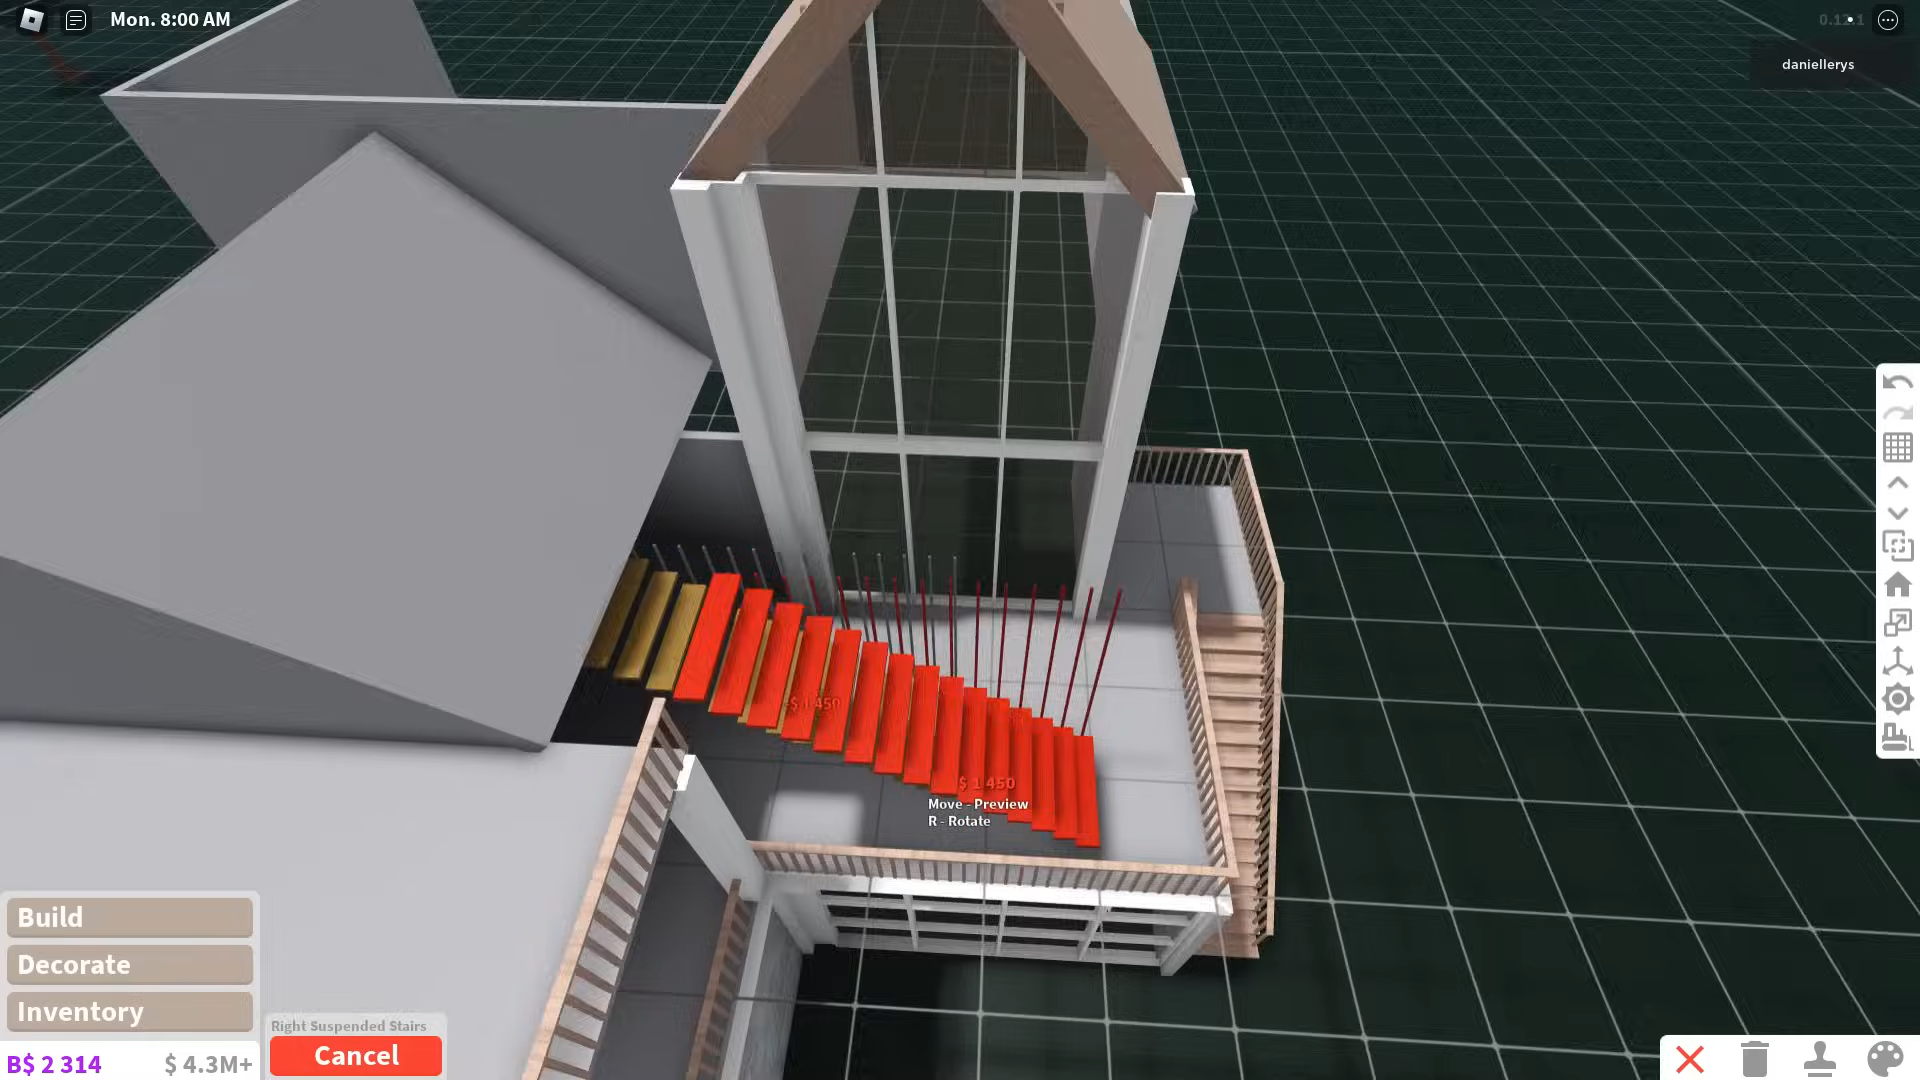 Mon. 8:00 AM
daniellerys
-$ 1 450
$ 1 450
Move - Preview
R - Rotate
Build
Decorate
Inventory
B$ 2 314
$ 4.3M+
Right Suspended Stairs
Cancel